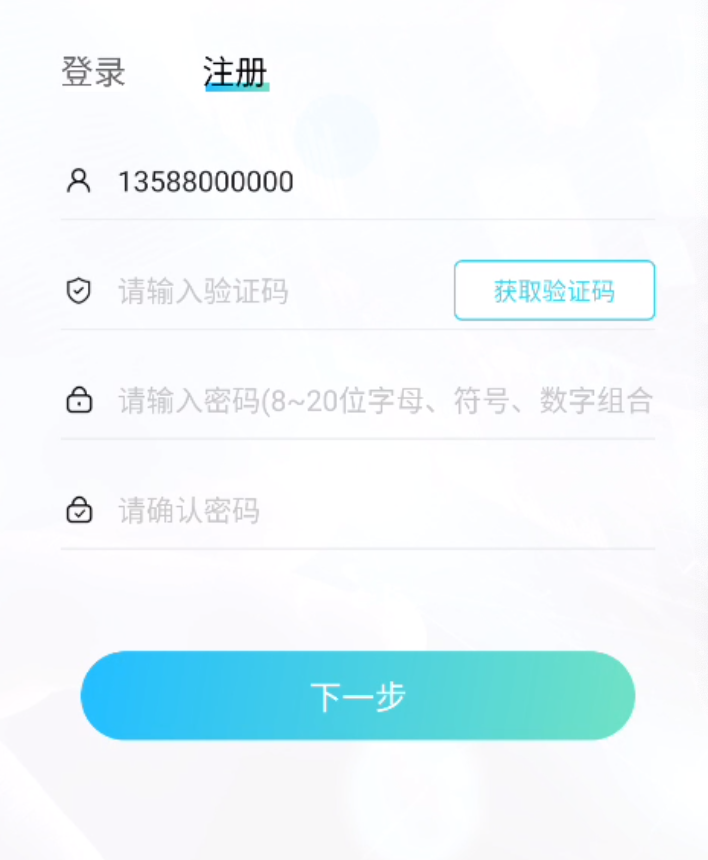 登录 注册
13588000000
请输入验证码 获取验证码
请输入密码(8~20位字母、符号、数字组合
请确认密码
下一步